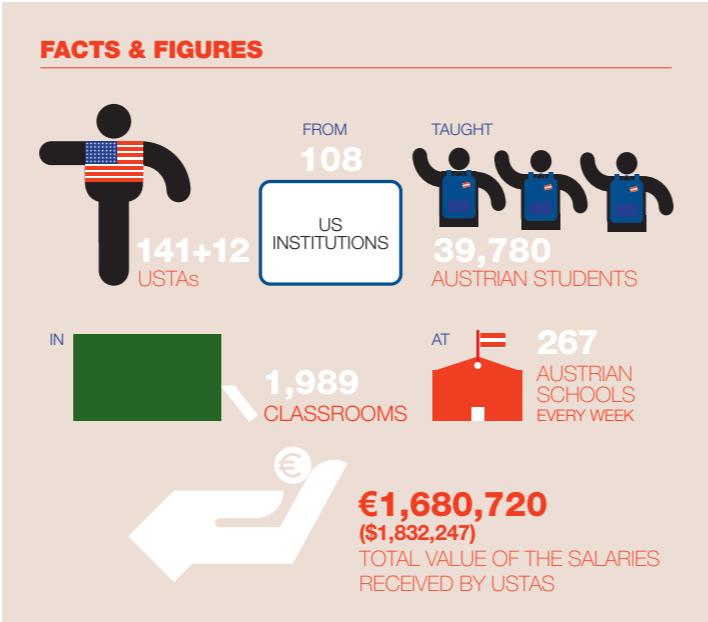 FACTS & FIGURES
141+12
USTAs
FROM
108
US
INSTITUTIONS
TAUGHT
39,780
AUSTRIAN STUDENTS
IN
1,989
CLASSROOMS
AT
267
AUSTRIAN
SCHOOLS
EVERY WEEK
€
€1,680,720
($1,832,247)
TOTAL VALUE OF THE SALARIES
RECEIVED BY USTAS